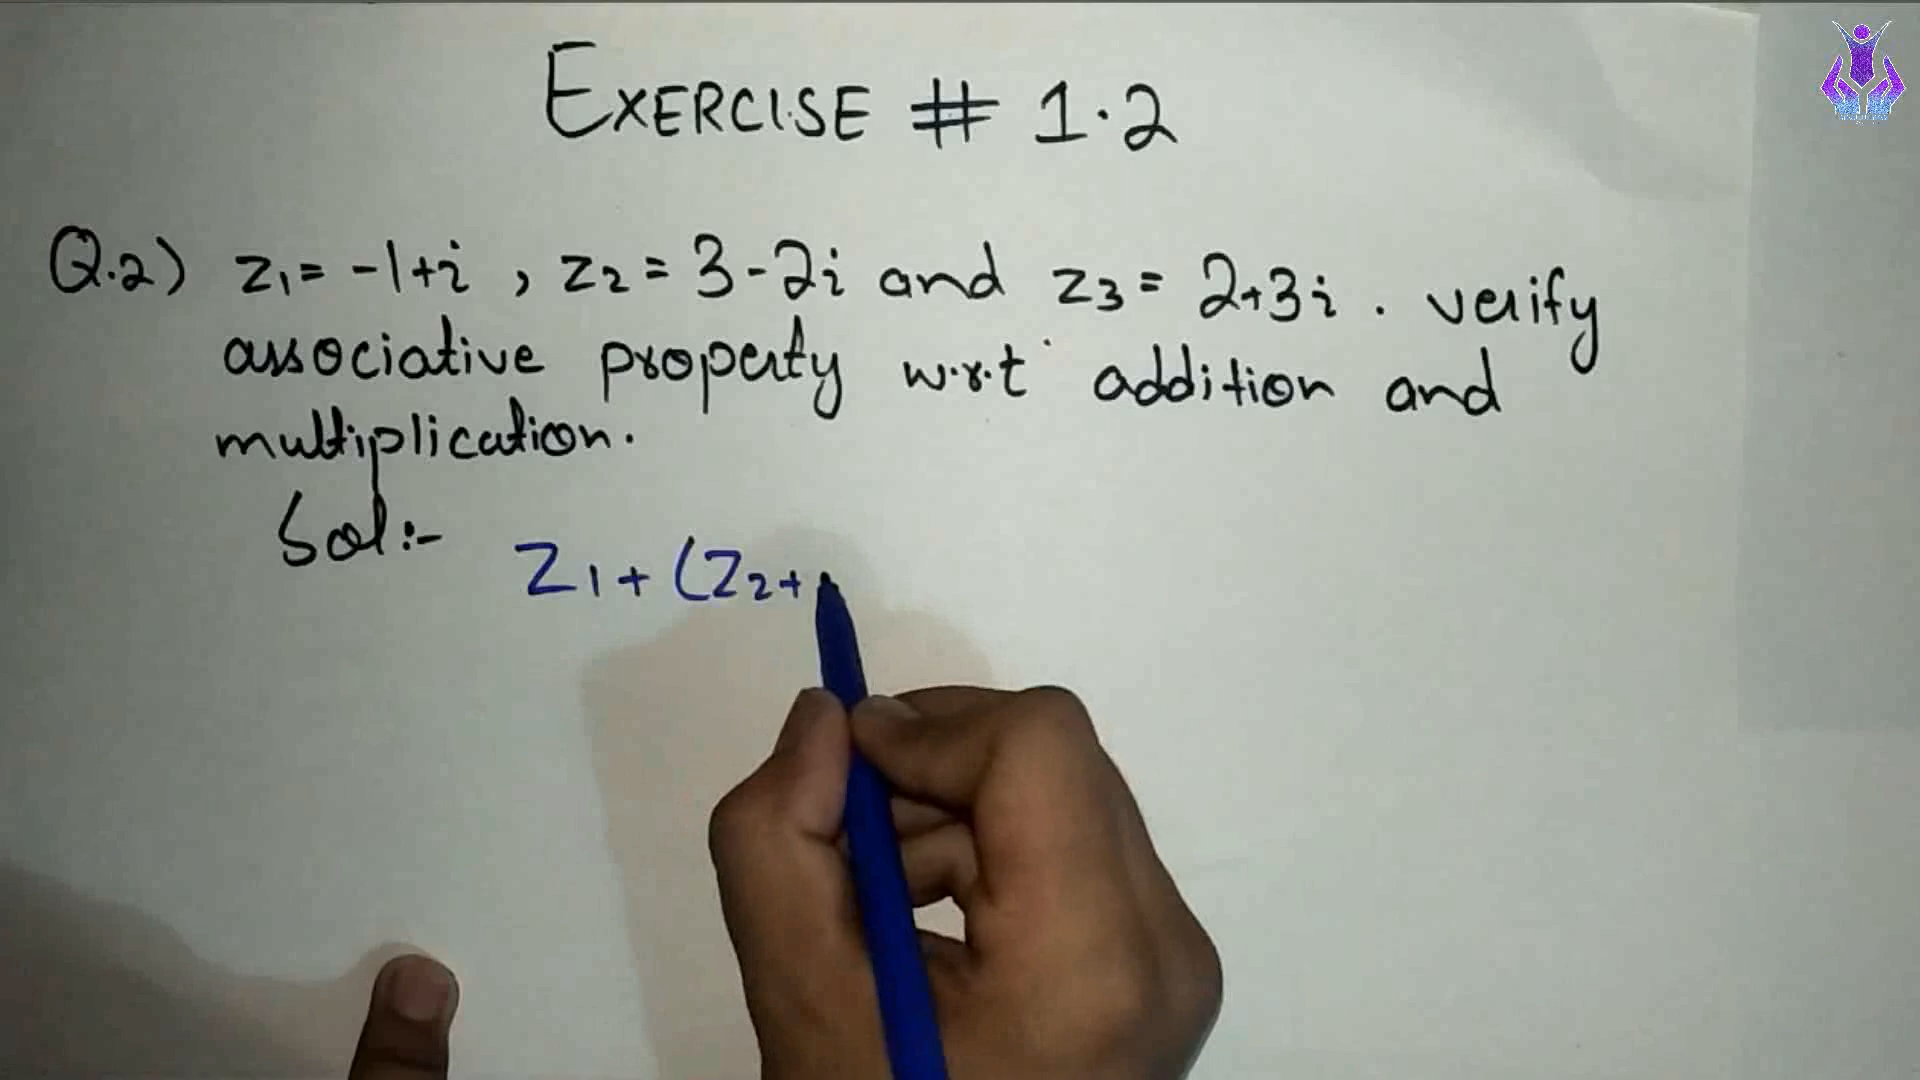 EXERCISE # 1.2
Q.2) z1 = -1+i , z2 = 3-2i and z3 = 2+3i . verify
associative property w.r.t addition and
multiplication.
Sol:- Z1 + (Z2 +